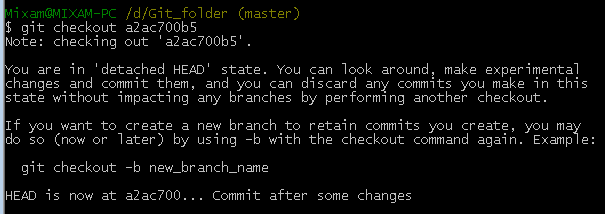 Mixam@MIXAM-PC /d/Git_folder (master)
$ git checkout a2ac700b5
Note: checking out 'a2ac700b5'.
You are in 'detached HEAD' state. You can look around, make experimental
changes and commit them, and you can discard any commits you make in this
state without impacting any branches by performing another checkout.
If you want to create a new branch to retain commits you create, you may
do so (now or later) by using -b with the checkout command again. Example:
git checkout -b new_branch_name
HEAD is now at a2ac700... Commit after some changes